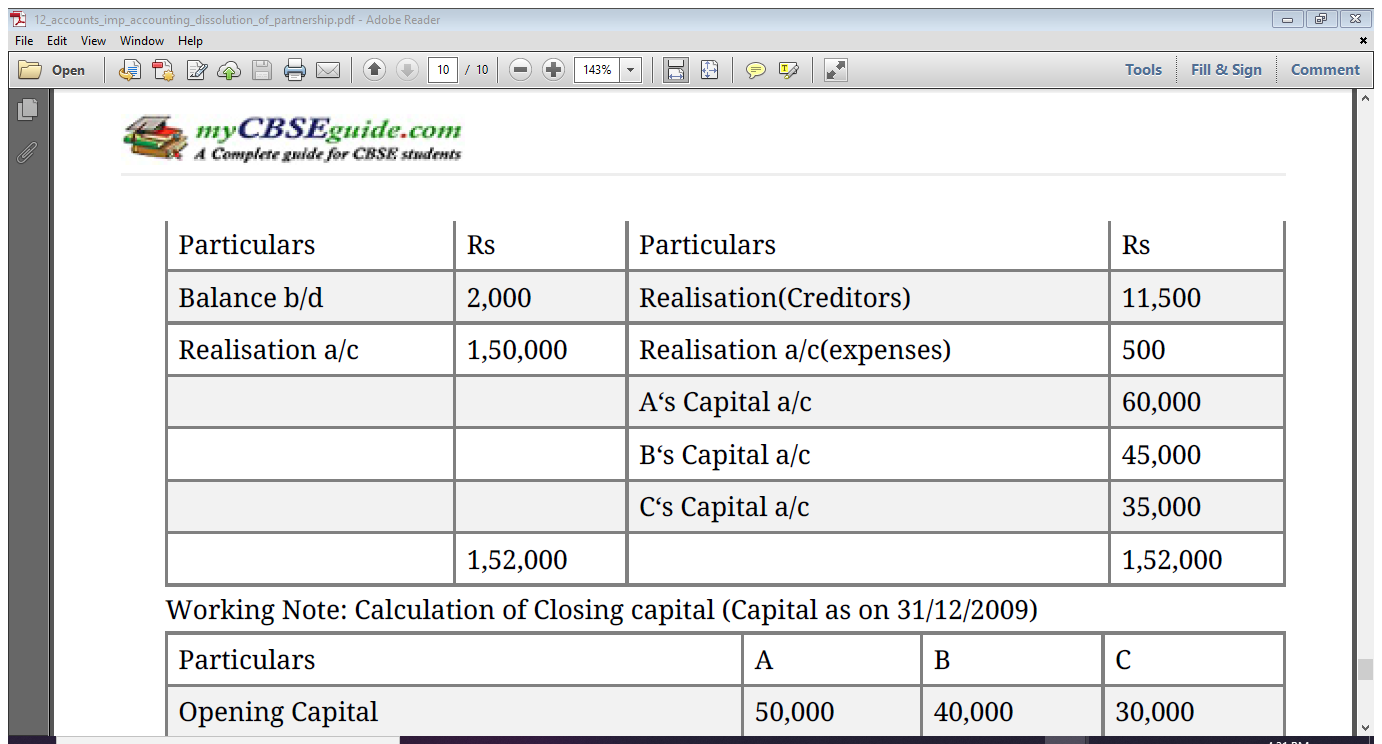 12_accounts_imp_accounting_dissolution_of_partnership.pdf - Adobe Reader
File Edit View Window Help
Open 10 / 10 143% Tools Fill & Sign Comment
myCBSEguide.com
A Complete guide for CBSE students
Particulars Rs Particulars Rs
Balance b/d 2,000 Realisation(Creditors) 11,500
Realisation a/c 1,50,000 Realisation a/c(expenses) 500
A‘s Capital a/c 60,000
B‘s Capital a/c 45,000
C‘s Capital a/c 35,000
1,52,000 1,52,000
Working Note: Calculation of Closing capital (Capital as on 31/12/2009)
Particulars A B C
Opening Capital 50,000 40,000 30,000